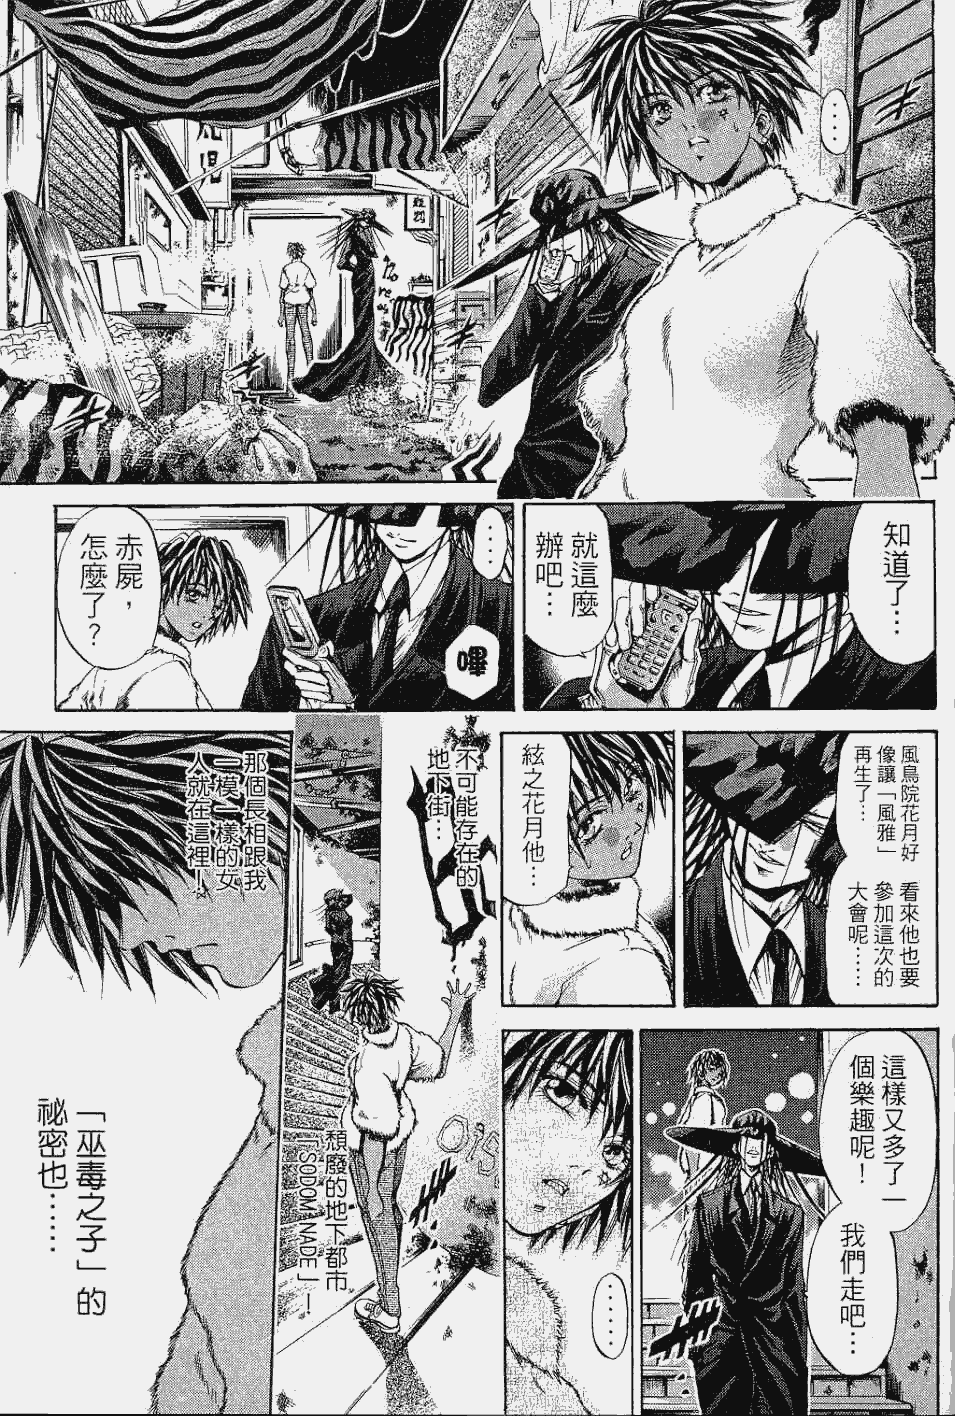 …
知道了…
就這麼
辦吧…
…
嗶
赤屍，
怎麼了？
風鳥院花月好
像讓「風雅」
再生了…
看來他也要
參加這次的
大會呢……
絃之花月他…
這樣又多了一
個樂趣呢！
我們走吧…
……
不可能存在的
地下街…
頹廢的地下都市
「SODOM NADE」！
那個長相跟我
一模一樣的女
人就在這裡！
「巫毒之子」的
祕密也……